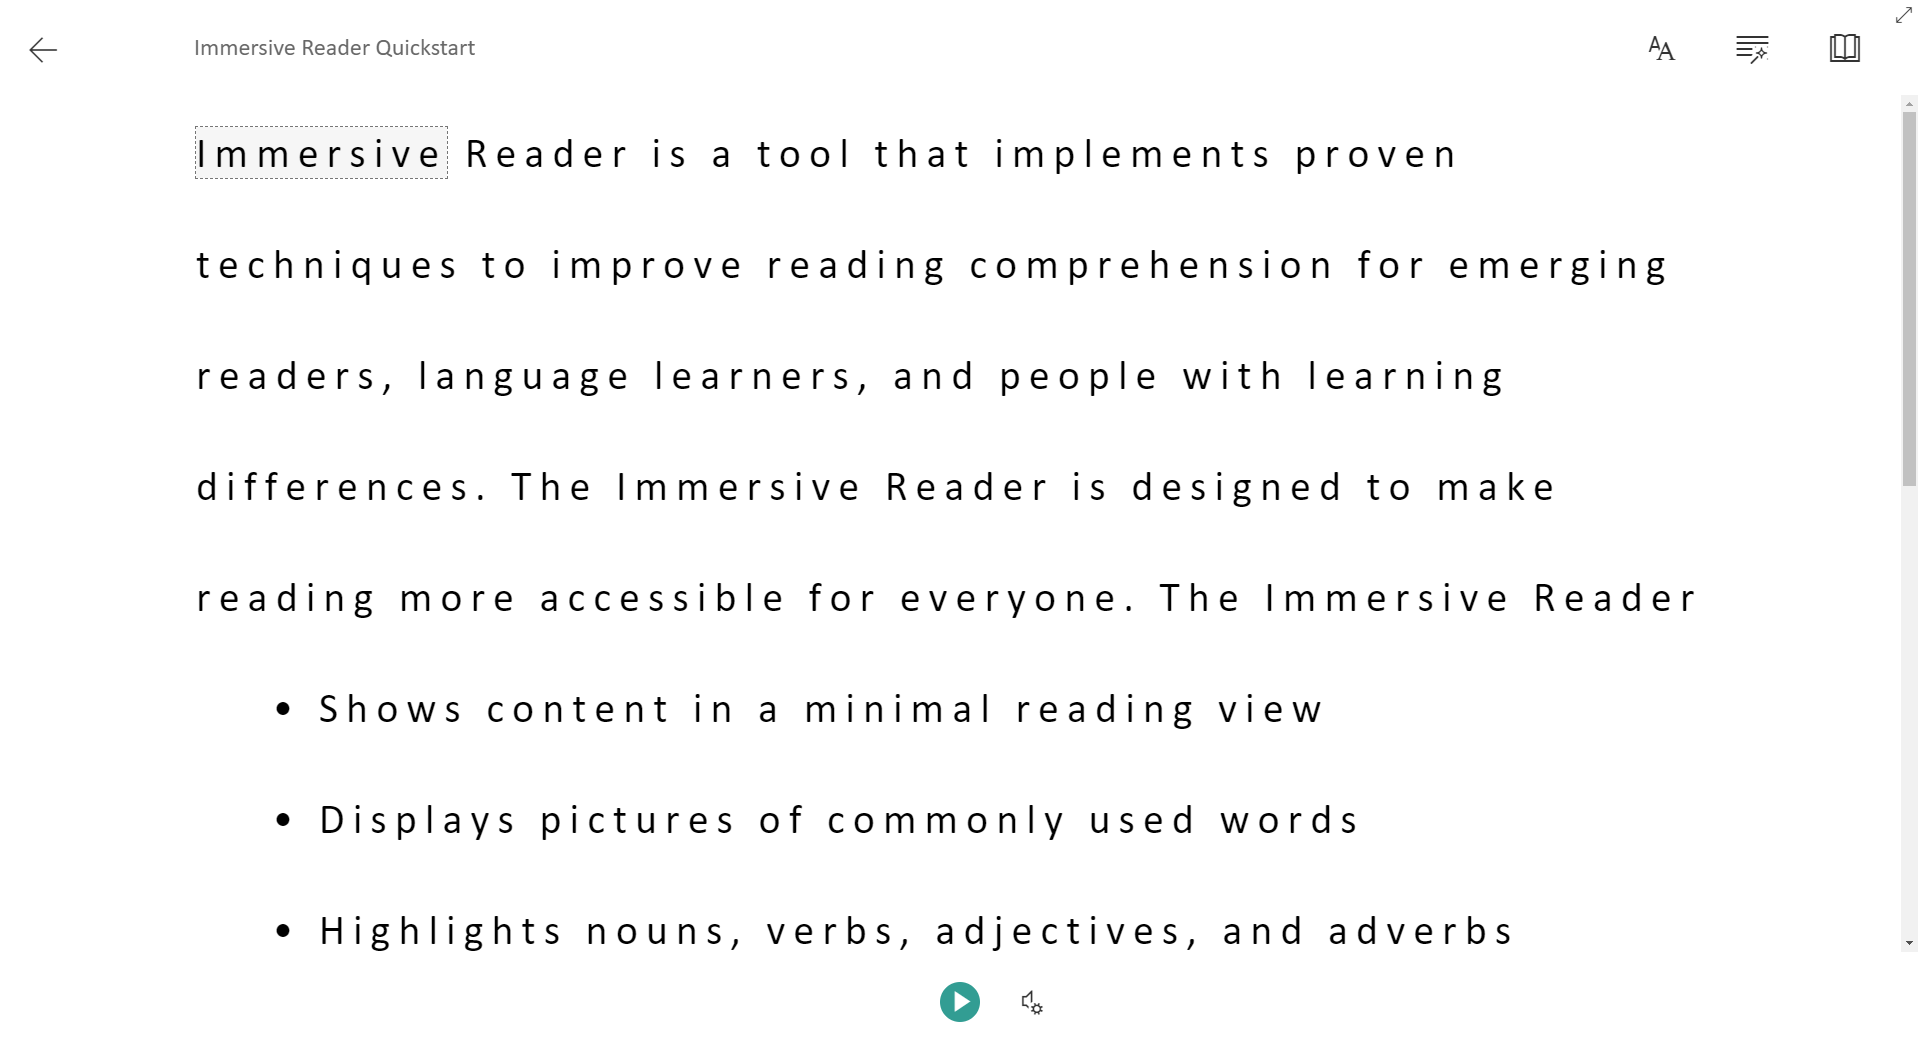 Immersive Reader Quickstart
Immersive Reader is a tool that implements proven
techniques to improve reading comprehension for emerging
readers, language learners, and people with learning
differences. The Immersive Reader is designed to make
reading more accessible for everyone. The Immersive Reader
• Shows content in a minimal reading view
• Displays pictures of commonly used words
• Highlights nouns, verbs, adjectives, and adverbs